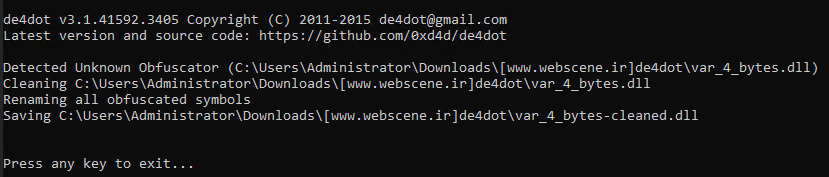 de4dot v3.1.41592.3405 Copyright (C) 2011-2015 de4dot@gmail.com
Latest version and source code: https://github.com/0xd4d/de4dot
Detected Unknown Obfuscator (C:\Users\Administrator\Downloads\[www.webscene.ir]de4dot\var_4_bytes.dll)
Cleaning C:\Users\Administrator\Downloads\[www.webscene.ir]de4dot\var_4_bytes.dll
Renaming all obfuscated symbols
Saving C:\Users\Administrator\Downloads\[www.webscene.ir]de4dot\var_4_bytes-cleaned.dll
Press any key to exit...